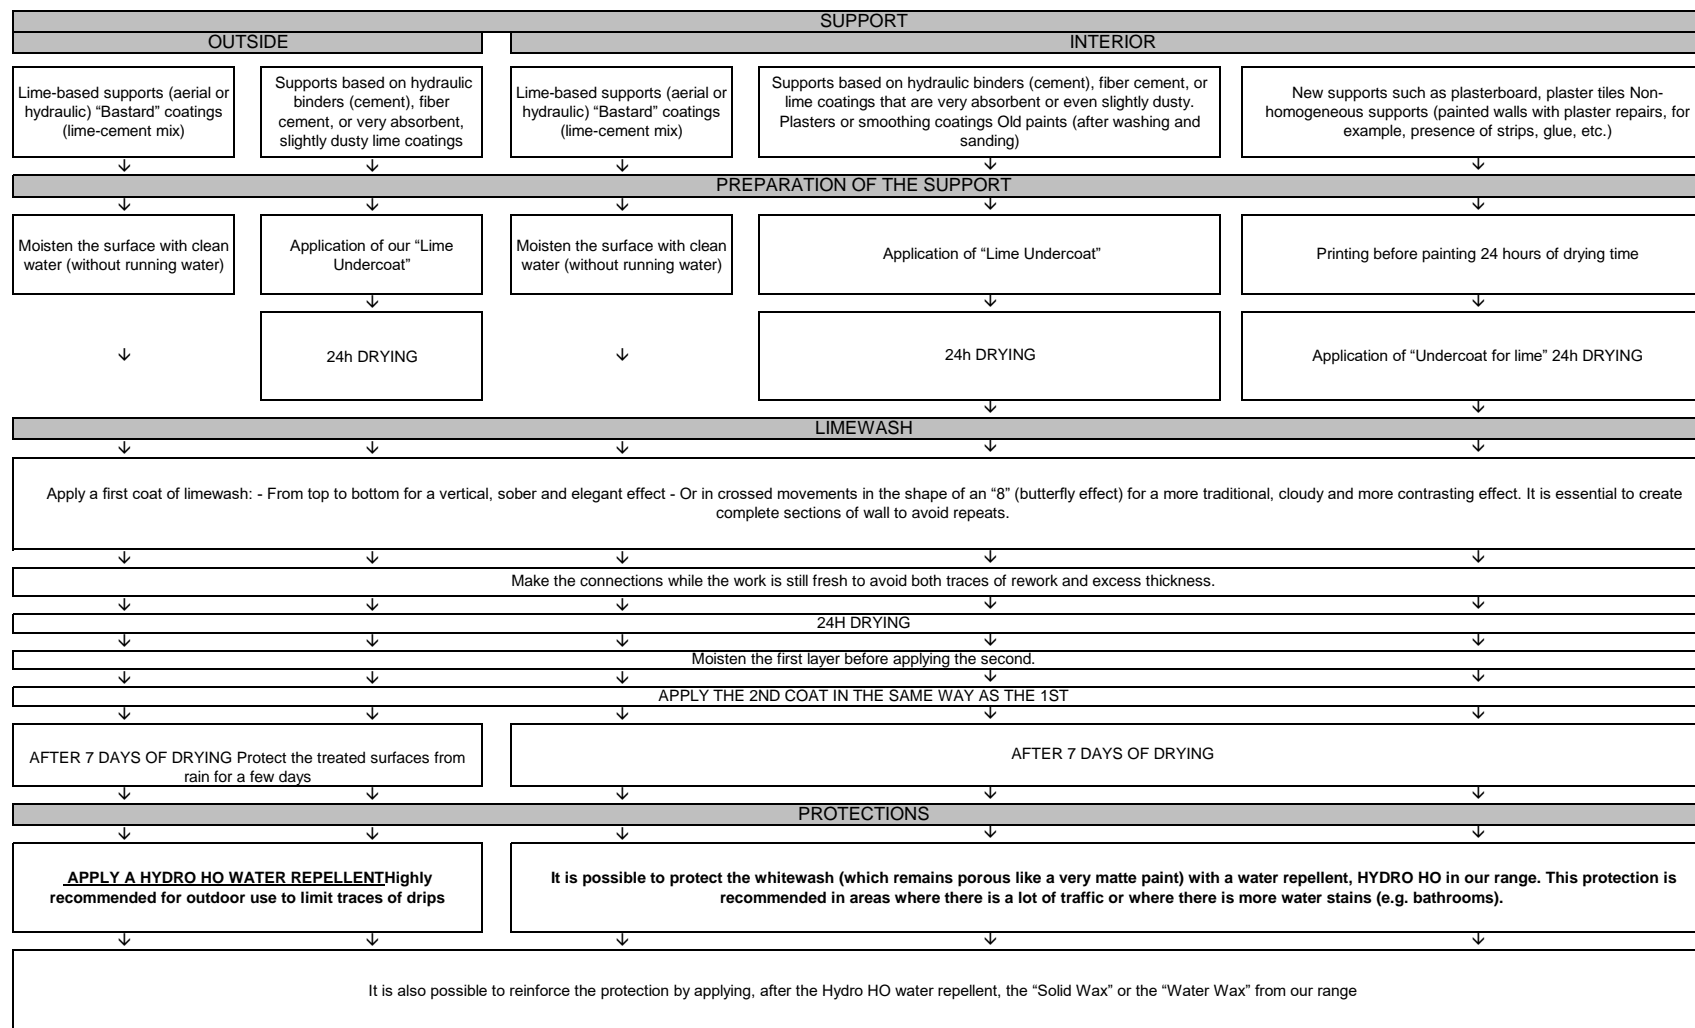 SUPPORT
OUTSIDE
INTERIOR
Lime-based supports (aerial or
hydraulic) “Bastard” coatings
(lime-cement mix)
Supports based on hydraulic
binders (cement), fiber
cement, or very absorbent,
slightly dusty lime coatings
Lime-based supports (aerial or
hydraulic) “Bastard” coatings
(lime-cement mix)
Supports based on hydraulic binders (cement), fiber cement, or
lime coatings that are very absorbent or even slightly dusty.
Plasters or smoothing coatings Old paints (after washing and
sanding)
New supports such as plasterboard, plaster tiles Non-
homogeneous supports (painted walls with plaster repairs, for
example, presence of strips, glue, etc.)
PREPARATION OF THE SUPPORT
Moisten the surface with clean
water (without running water)
Application of our “Lime
Undercoat”
Moisten the surface with clean
water (without running water)
Application of “Lime Undercoat”
Printing before painting 24 hours of drying time
24h DRYING
24h DRYING
Application of “Undercoat for lime” 24h DRYING
LIMEWASH
Apply a first coat of limewash: - From top to bottom for a vertical, sober and elegant effect - Or in crossed movements in the shape of an “8” (butterfly effect) for a more traditional, cloudy and more contrasting effect. It is essential to create
complete sections of wall to avoid repeats.
Make the connections while the work is still fresh to avoid both traces of rework and excess thickness.
24H DRYING
Moisten the first layer before applying the second.
APPLY THE 2ND COAT IN THE SAME WAY AS THE 1ST
AFTER 7 DAYS OF DRYING Protect the treated surfaces from
rain for a few days
AFTER 7 DAYS OF DRYING
PROTECTIONS
APPLY A HYDRO HO WATER REPELLENTHighly
recommended for outdoor use to limit traces of drips
It is possible to protect the whitewash (which remains porous like a very matte paint) with a water repellent, HYDRO HO in our range. This protection is
recommended in areas where there is a lot of traffic or where there is more water stains (e.g. bathrooms).
It is also possible to reinforce the protection by applying, after the Hydro HO water repellent, the “Solid Wax” or the “Water Wax” from our range